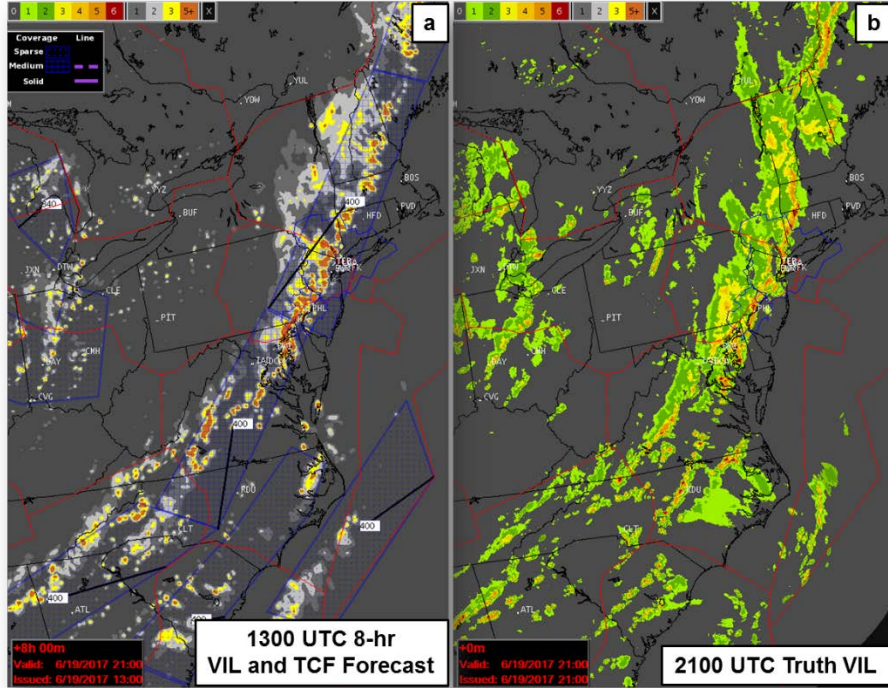 0 1 2 3 4 5 6 1 2 3 5+ X
a
Coverage Line
Sparse
Medium
Solid
YUL
YOW
YYZ
BOS
PVD
BUF
HFD
400
340
JXN
DTW
CLE
PHL
PIT
DAY
CMH
CVG
400
RDU
CLT
400
400
ATL
+8h 00m
Valid: 6/19/2017 21:00
Issued: 6/19/2017 13:00
1300 UTC 8-hr
VIL and TCF Forecast
0 1 2 3 4 5 6 1 2 3 5+ X
b
YUL
YOW
YYZ
BOS
PVD
BUF
HFD
JXN
CLE
PHL
PIT
DAY
CMH
CVG
RDU
CLT
ATL
+0m
Valid: 6/19/2017 21:00
Issued: 6/19/2017 21:00
2100 UTC Truth VIL